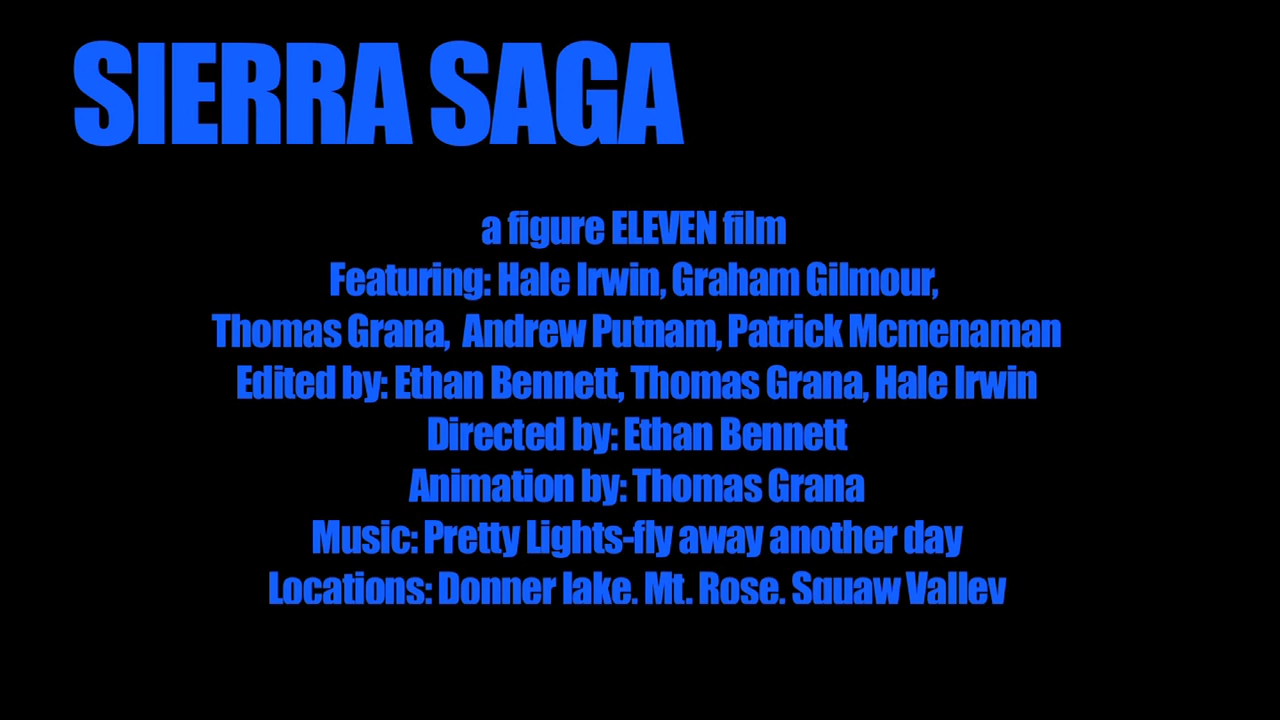 SIERRA SAGA
a figure ELEVEN film
Featuring: Hale Irwin, Graham Gilmour,
Thomas Grana, Andrew Putnam, Patrick Mcmenaman
Edited by: Ethan Bennett, Thomas Grana, Hale Irwin
Directed by: Ethan Bennett
Animation by: Thomas Grana
Music: Pretty Lights-fly away another day
Locations: Donner lake, Mt. Rose, Squaw Valley